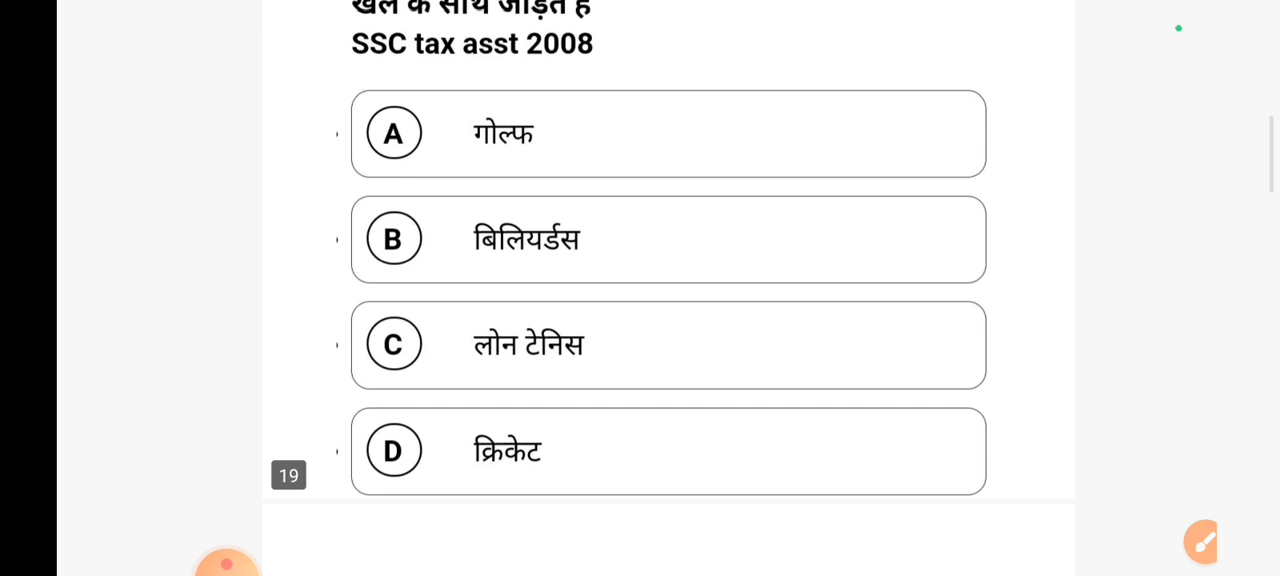 खेल के साथ जोड़ते है
SSC tax asst 2008
A गोल्फ
B बिलियर्डस
C लोन टेनिस
D क्रिकेट
19